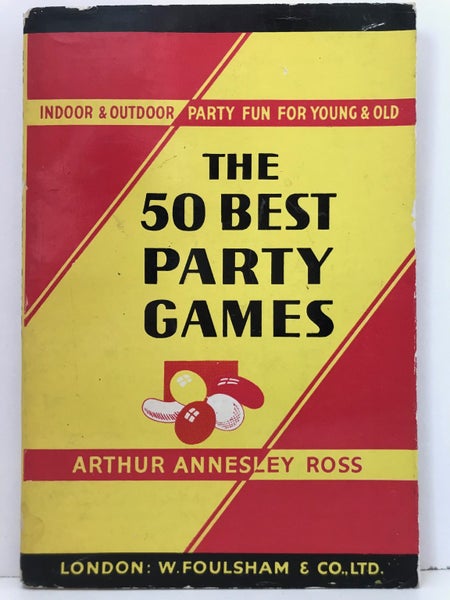 INDOOR & OUTDOOR PARTY FUN FOR YOUNG & OLD
THE
50 BEST
PARTY
GAMES
ARTHUR ANNESLEY ROSS
LONDON: W. FOULSHAM & CO., LTD.